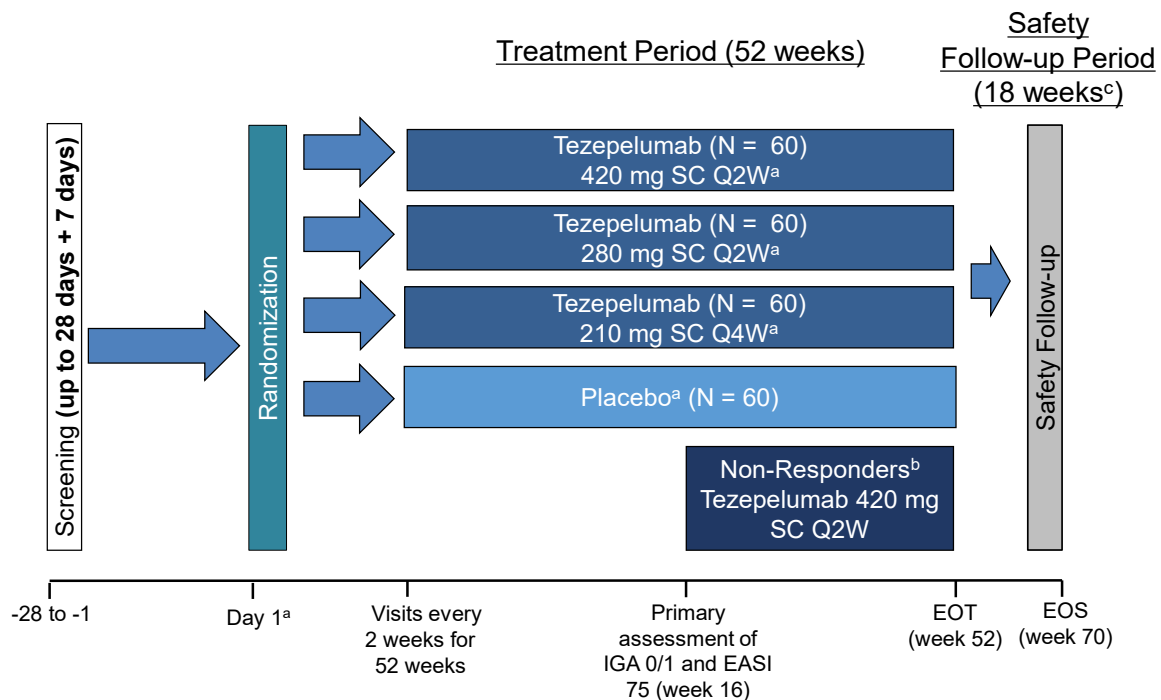 Treatment Period (52 weeks)
Safety
Follow-up Period
(18 weeksᶜ)
Screening (up to 28 days + 7 days)
Randomization
Tezepelumab (N = 60)
420 mg SC Q2Wᵃ
Tezepelumab (N = 60)
280 mg SC Q2Wᵃ
Tezepelumab (N = 60)
210 mg SC Q4Wᵃ
Placeboᵃ (N = 60)
Non-Respondersᵇ
Tezepelumab 420 mg
SC Q2W
Safety Follow-up
-28 to -1
Day 1ᵃ
Visits every
2 weeks for
52 weeks
Primary
assessment of
IGA 0/1 and EASI
75 (week 16)
EOT
(week 52)
EOS
(week 70)